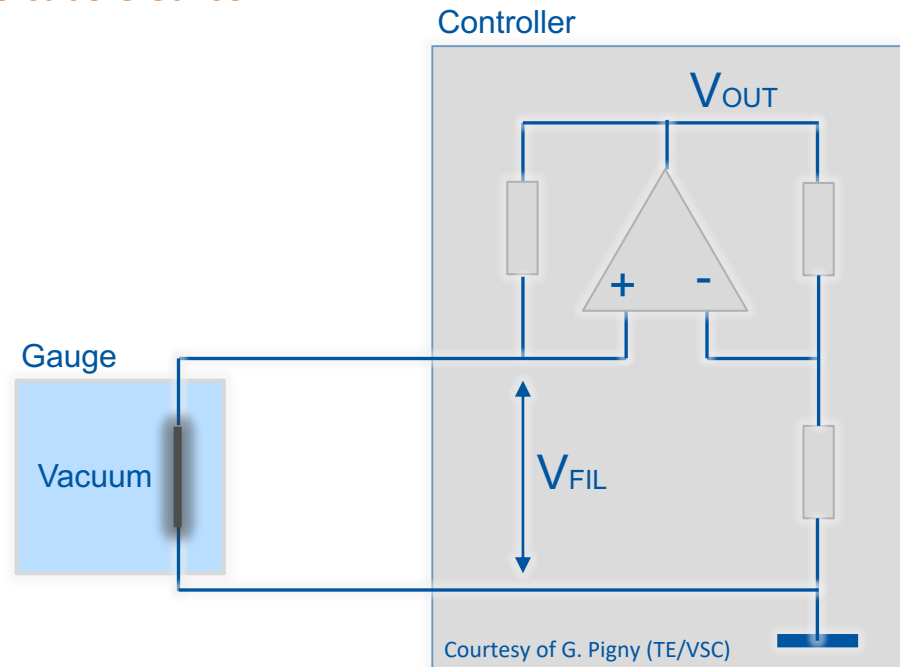 Controller
VOUT
+ -
Gauge
Vacuum
VFIL
Courtesy of G. Pigny (TE/VSC)